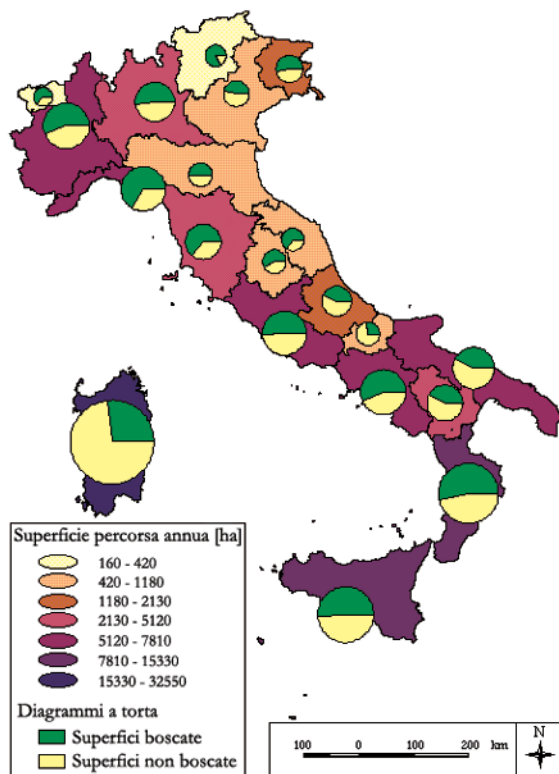 Superficie percorsa annua [ha]
160 - 420
420 - 1180
1180 - 2130
2130 - 5120
5120 - 7810
7810 - 15330
15330 - 32550
Diagrammi a torta
Superfici boscate
Superfici non boscate
N
100 0 100 200 km